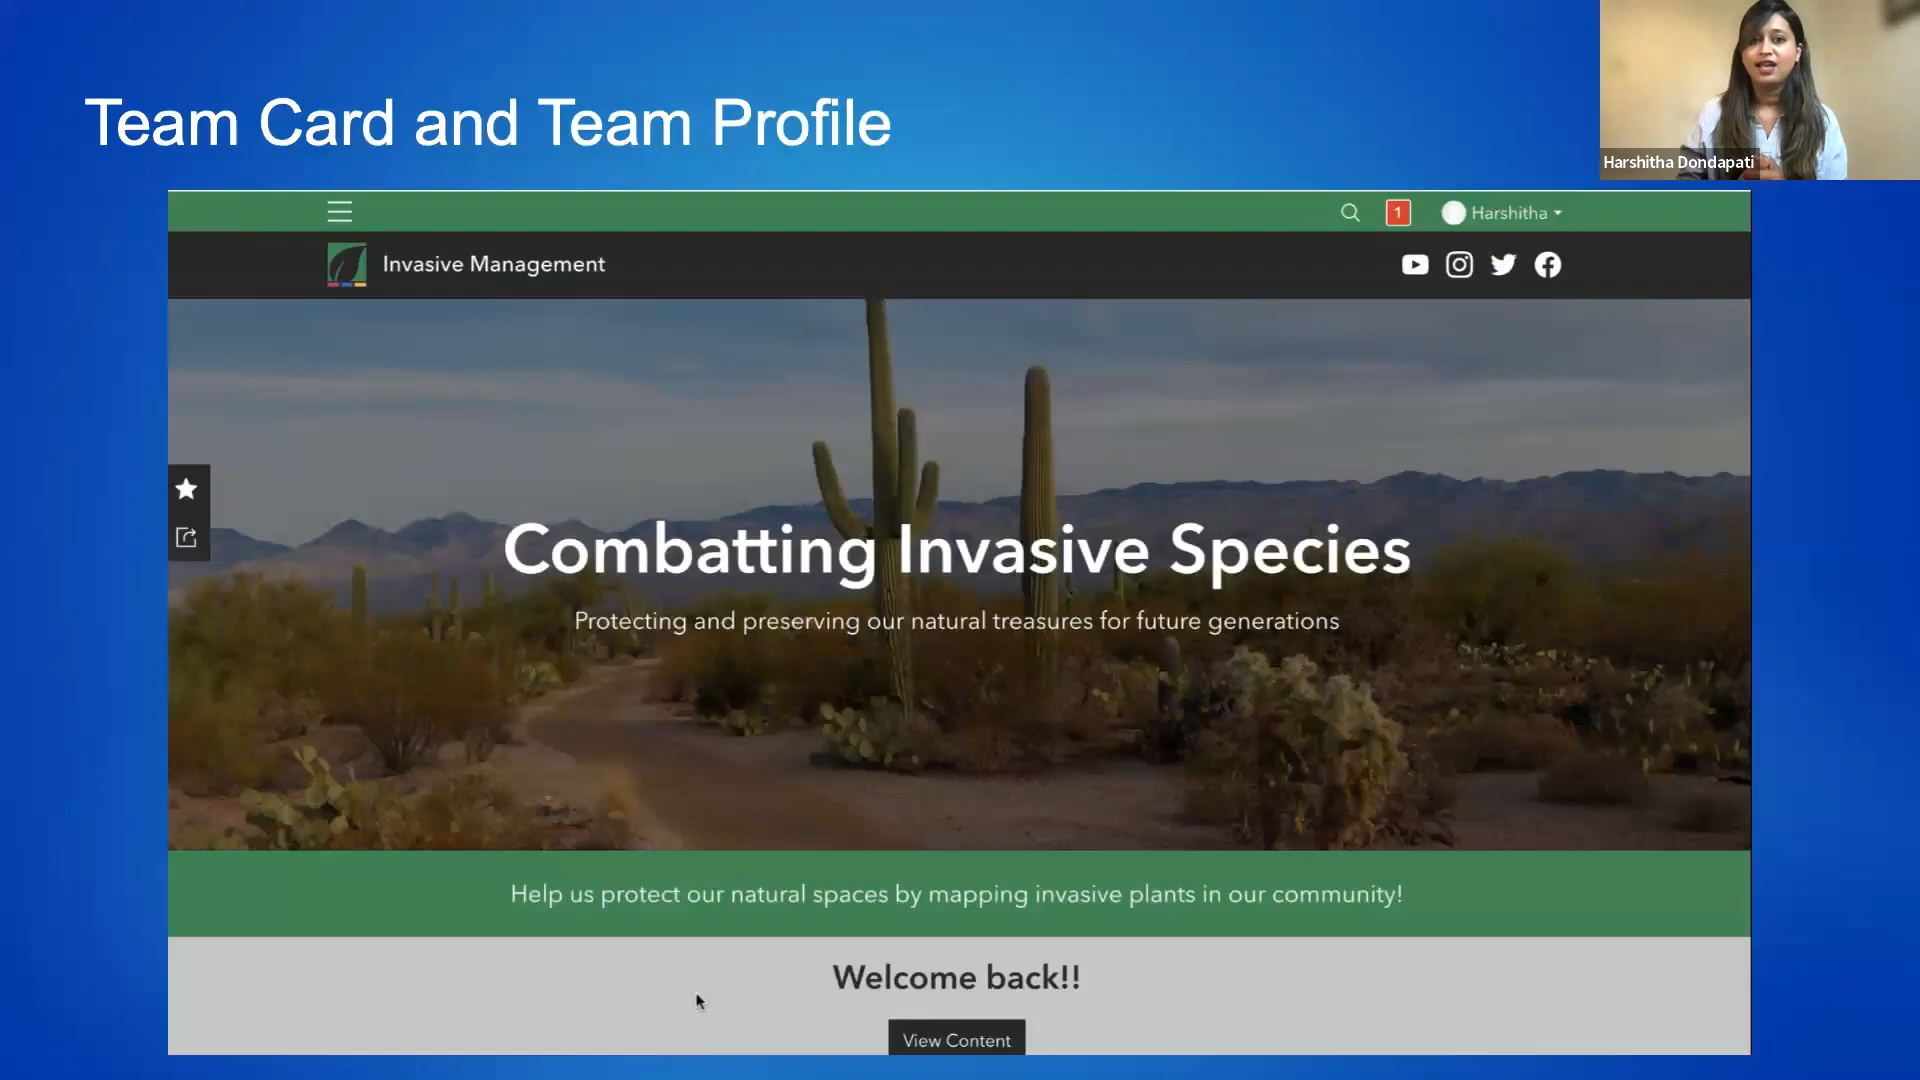 Team Card and Team Profile
Harshitha Dondapati
1
Harshitha
Invasive Management
Combatting Invasive Species
Protecting and preserving our natural treasures for future generations
Help us protect our natural spaces by mapping invasive plants in our community!
Welcome back!!
View Content